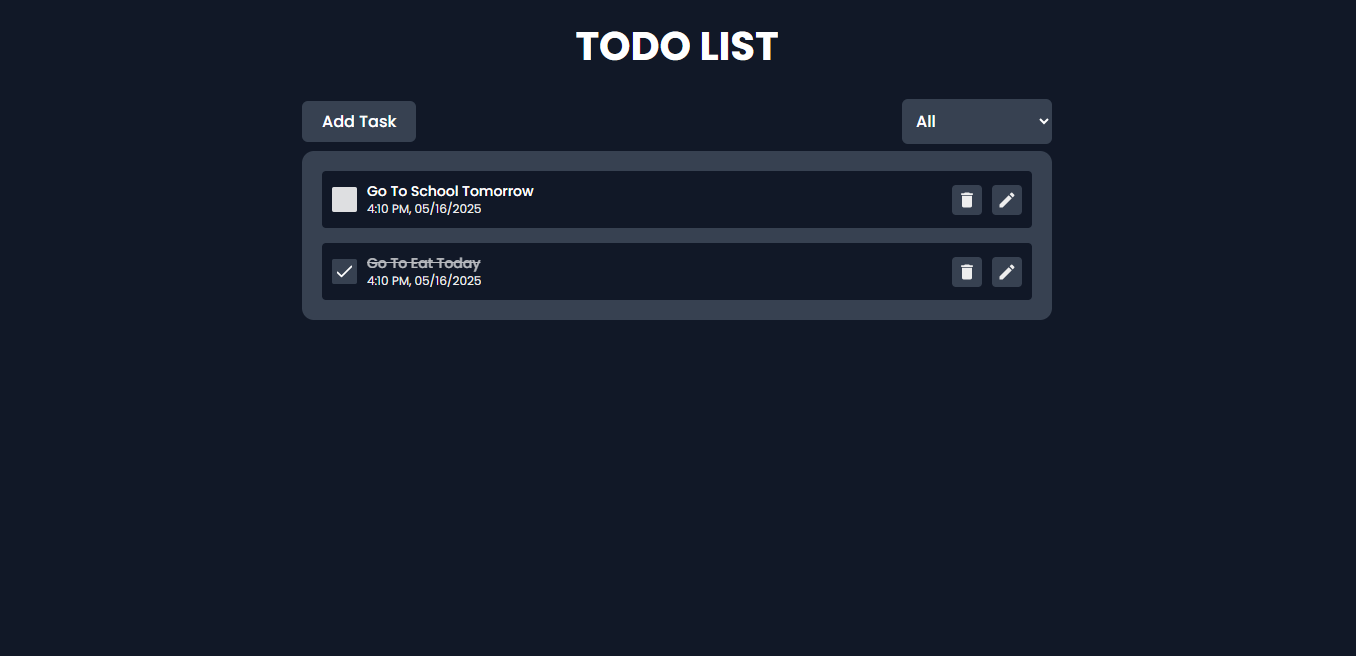 TODO LIST
Add Task
All
Go To School Tomorrow
4:10 PM, 05/16/2025
Go To Eat Today
4:10 PM, 05/16/2025